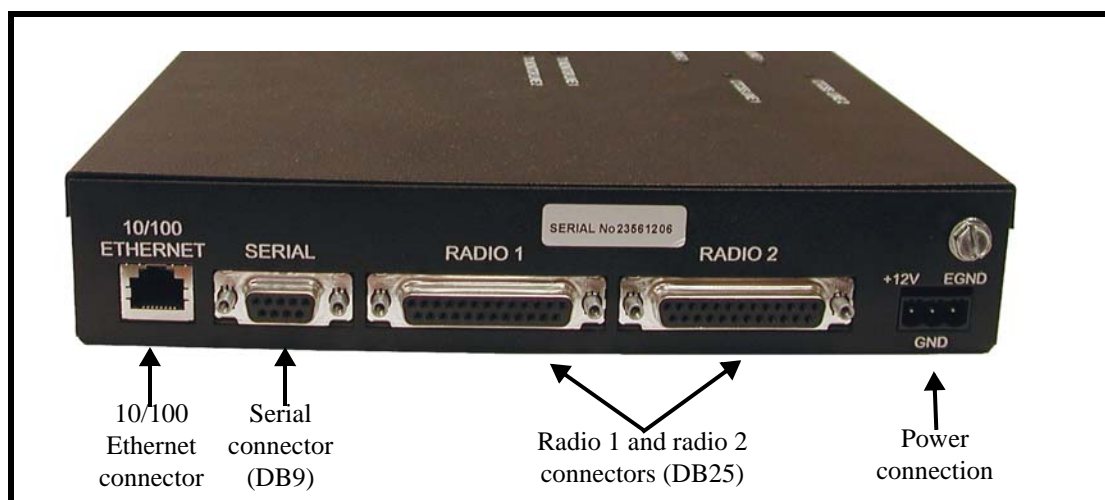 10/100
ETHERNET
SERIAL
RADIO 1
SERIAL No23561206
RADIO 2
+12V EGND
GND
10/100
Ethernet
connector
Serial
connector
(DB9)
Radio 1 and radio 2
connectors (DB25)
Power
connection